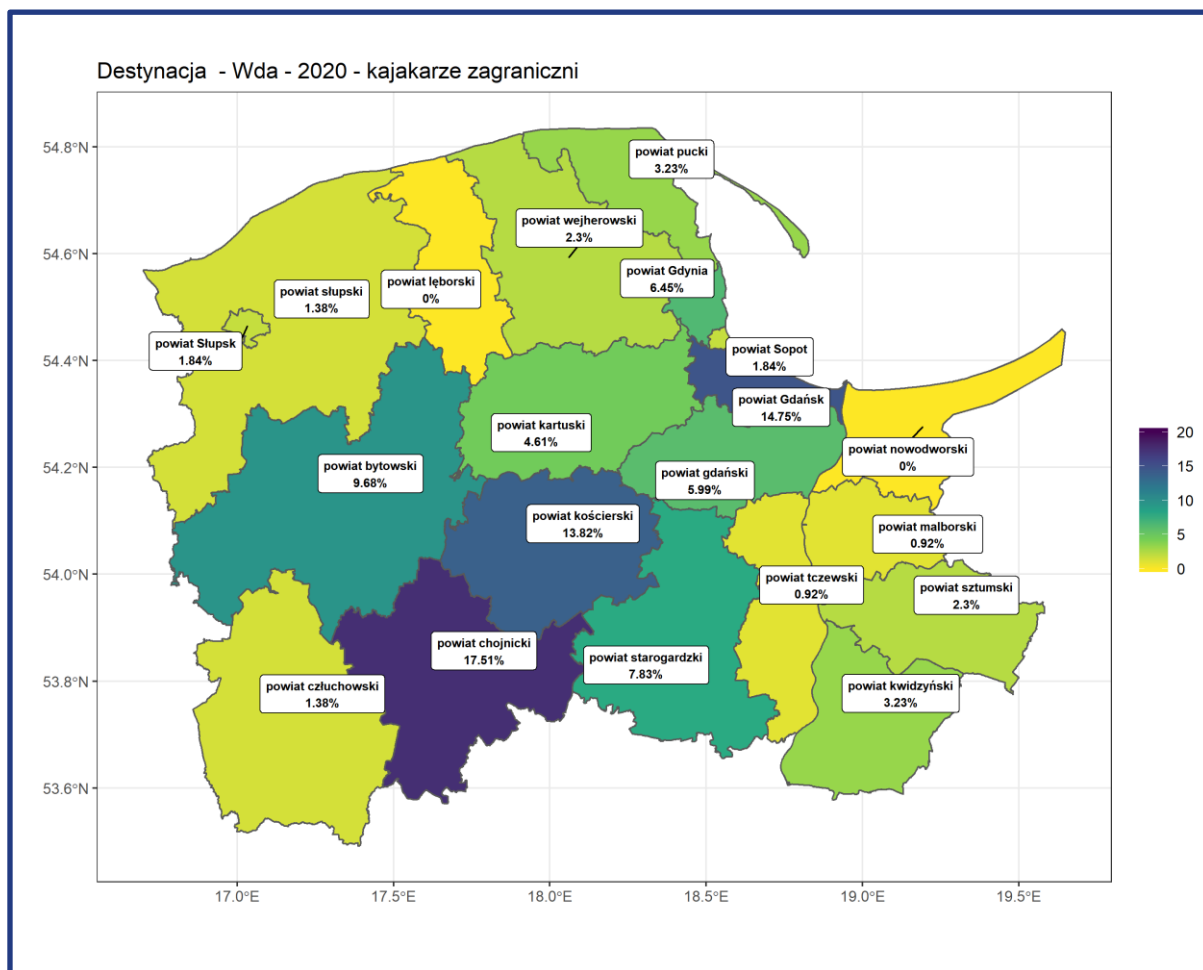 Destynacja  - Wda - 2020 - kajakarze zagraniczni
54.8°N
54.6°N
54.4°N
54.2°N
54.0°N
53.8°N
53.6°N
powiat pucki
3.23%
powiat wejherowski
2.3%
powiat Gdynia
6.45%
powiat lęborski
0%
powiat słupski
1.38%
powiat Słupsk
1.84%
powiat Sopot
1.84%
powiat Gdańsk
14.75%
powiat kartuski
4.61%
powiat nowodworski
0%
powiat bytowski
9.68%
powiat gdański
5.99%
powiat kościerski
13.82%
powiat malborski
0.92%
powiat tczewski
0.92%
powiat sztumski
2.3%
powiat chojnicki
17.51%
powiat starogardzki
7.83%
powiat człuchowski
1.38%
powiat kwidzyński
3.23%
20
15
10
5
0
17.0°E
17.5°E
18.0°E
18.5°E
19.0°E
19.5°E